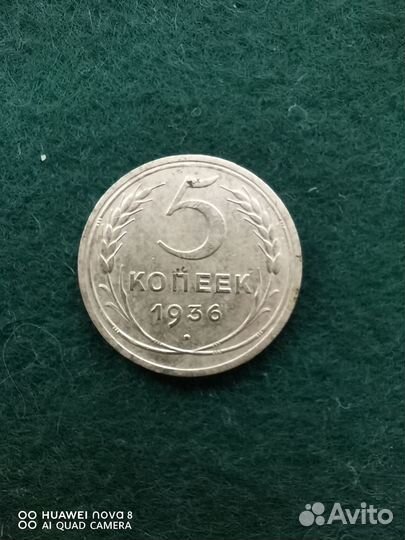 5
КОПЕЕК
1936
HUAWEI nova 8
AI QUAD CAMERA
Avito